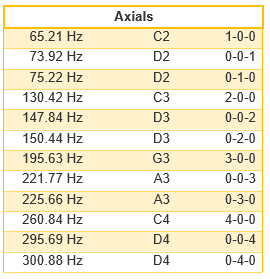 Axials
65.21 Hz C2 1-0-0
73.92 Hz D2 0-0-1
75.22 Hz D2 0-1-0
130.42 Hz C3 2-0-0
147.84 Hz D3 0-0-2
150.44 Hz D3 0-2-0
195.63 Hz G3 3-0-0
221.77 Hz A3 0-0-3
225.66 Hz A3 0-3-0
260.84 Hz C4 4-0-0
295.69 Hz D4 0-0-4
300.88 Hz D4 0-4-0